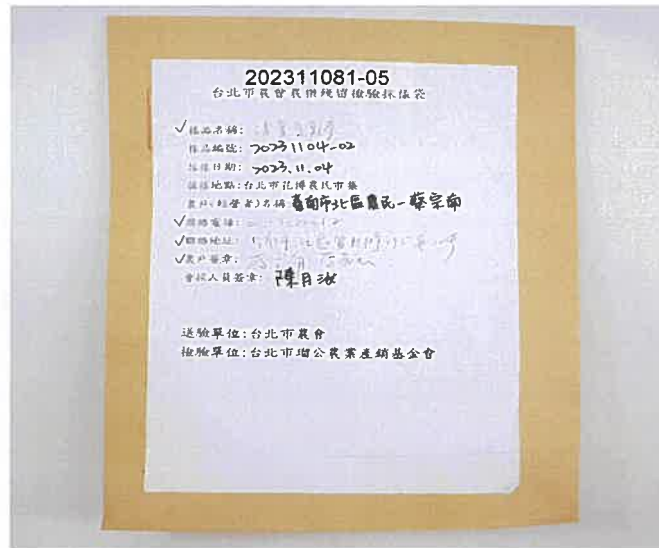 202311081-05
台北市農會農藥殘留檢驗採樣袋
✓樣品名稱:
樣品編號: 20231104-02
採樣日期: 2023.11.04
採樣地點:台北市花博農民市集
農戶(經營者)名稱 臺南市北區農民一蔡宗南
✓聯絡電話:
✓聯絡地址:
✓農戶簽章:
會採人員簽章: 陳月
送驗單位:台北市農會
檢驗單位:台北市瑠公農業產銷基金會